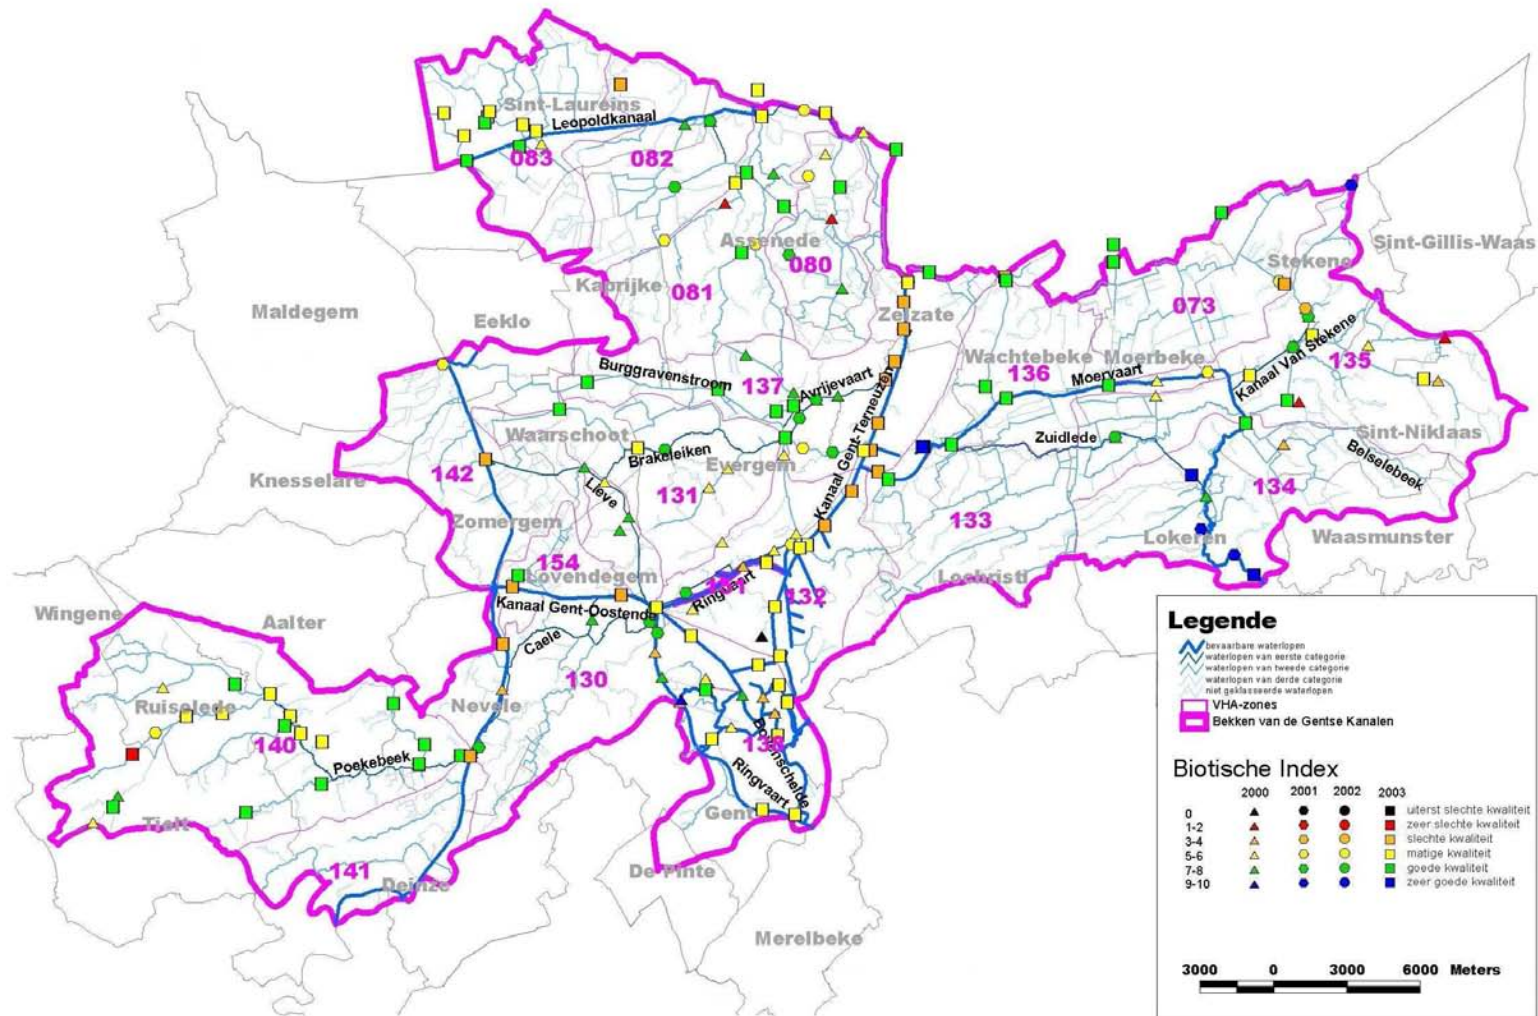 Sint-Laureins
Leopoldkanaal
083
082
Assenede
080
Kaprijke
081
Sint-Gillis-Waas
Stekene
073
Maldegem
Eeklo
Zelzate
Wachtebeke
Moerbeke
136
Moervaart
Kanaal Van Stekene
135
Burggravenstroom
137
Avrijevaart
Kanaal Gent-Terneuzen
Waarschoot
Brakeleiken
Evergem
Zuidlede
Sint-Niklaas
Belselebeek
Knesselare
142
Lieve
131
134
Zomergem
133
Lokeren
Waasmunster
154
Lovendegem
Ringvaart
132
Lochristi
Wingene
Aalter
Kanaal Gent-Oostende
Caele
130
Ruiselede
Nevele
140
Poekebeek
Ringvaart
Gent
Tielt
141
Deinze
De Pinte
Merelbeke
Legende
bevaarbare waterlopen
waterlopen van eerste categorie
waterlopen van tweede categorie
waterlopen van derde categorie
niet geklasseerde waterlopen
VHA-zones
Bekken van de Gentse Kanalen
Biotische Index
2000 2001 2002 2003
0 uiterst slechte kwaliteit
1-2 zeer slechte kwaliteit
3-4 slechte kwaliteit
5-6 matige kwaliteit
7-8 goede kwaliteit
9-10 zeer goede kwaliteit
3000 0 3000 6000 Meters